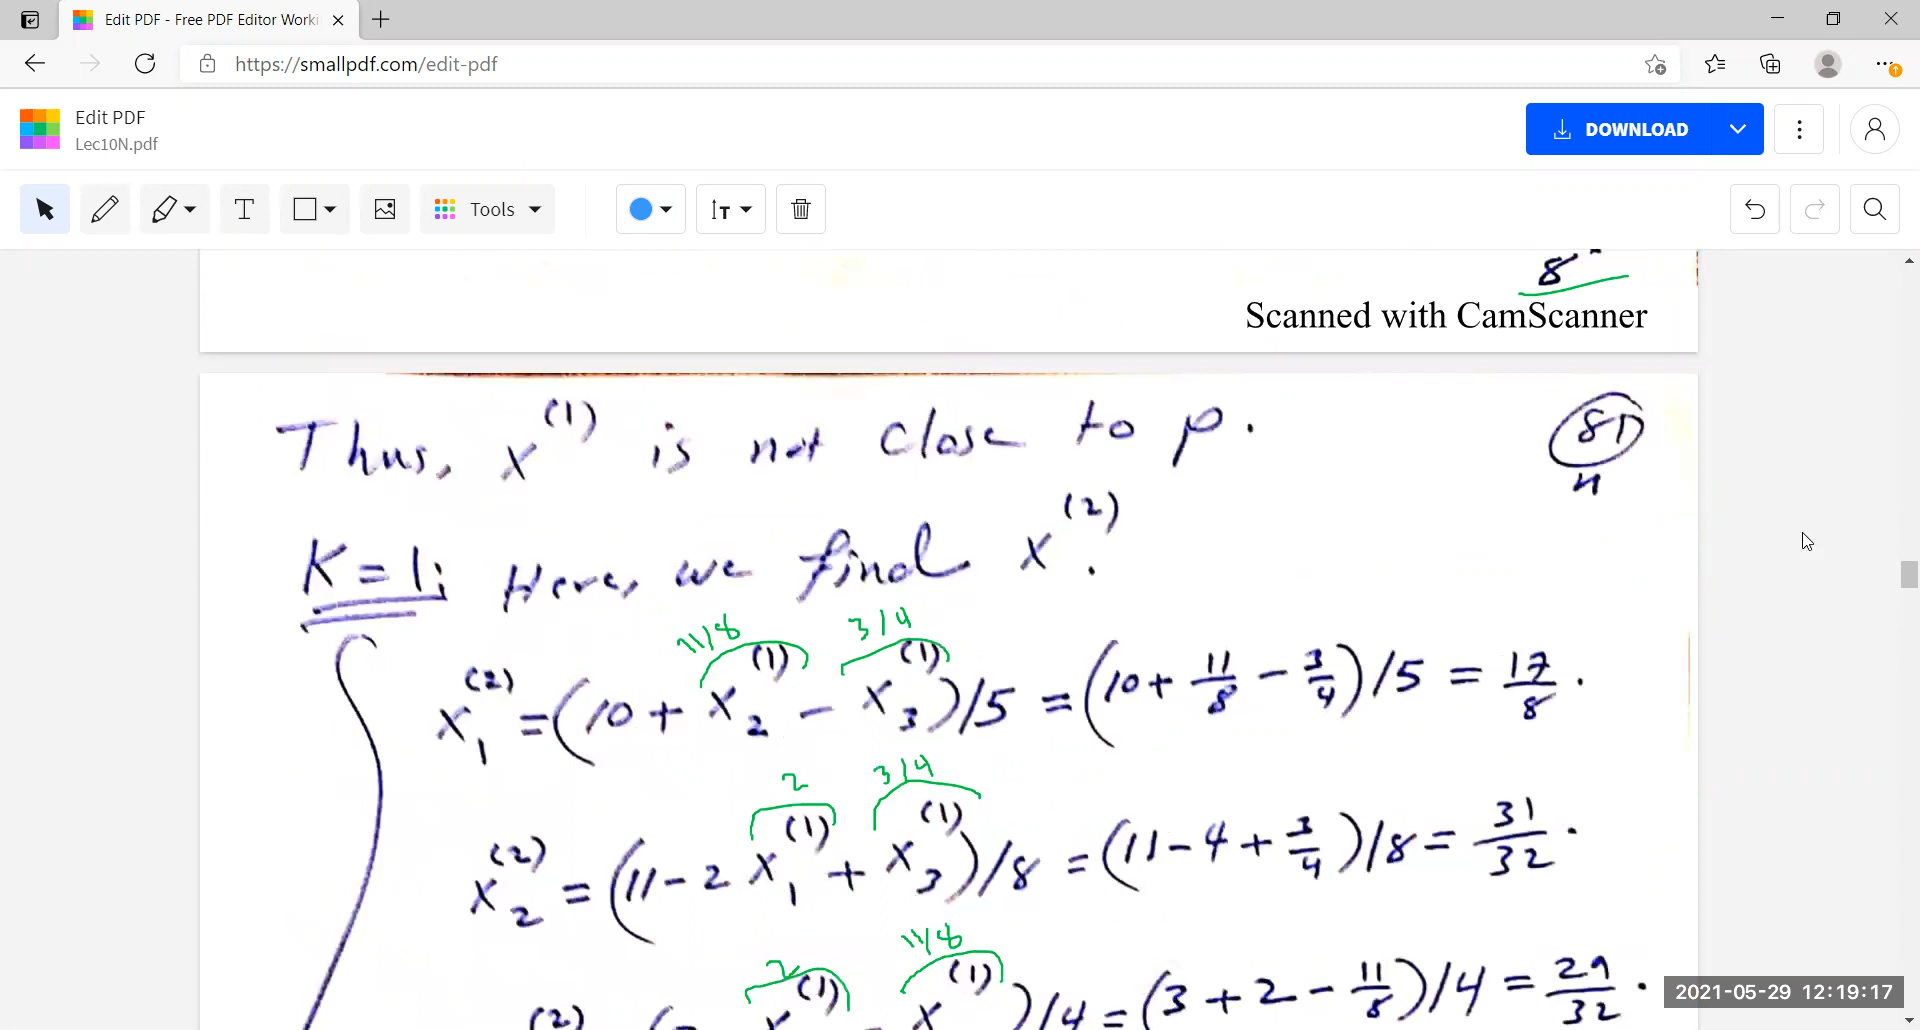 Edit PDF - Free PDF Editor Worki
https://smallpdf.com/edit-pdf
Edit PDF
Lec10N.pdf
DOWNLOAD
T
Tools
8
Scanned with CamScanner
Thus, x^(1) is not close to p.
K=1: Here, we find x^(2).
11/8 3/4
x_1^(2) = (10 + x_2^(1) - x_3^(1))/5 = (10 + 11/8 - 3/4)/5 = 17/8.
2 3/4
x_2^(2) = (11 - 2 x_1^(1) + x_3^(1))/8 = (11 - 4 + 3/4)/8 = 31/32.
2 11/8
)/4 = (3 + 2 - 11/8)/4 = 29/32.
2021-05-29 12:19:17